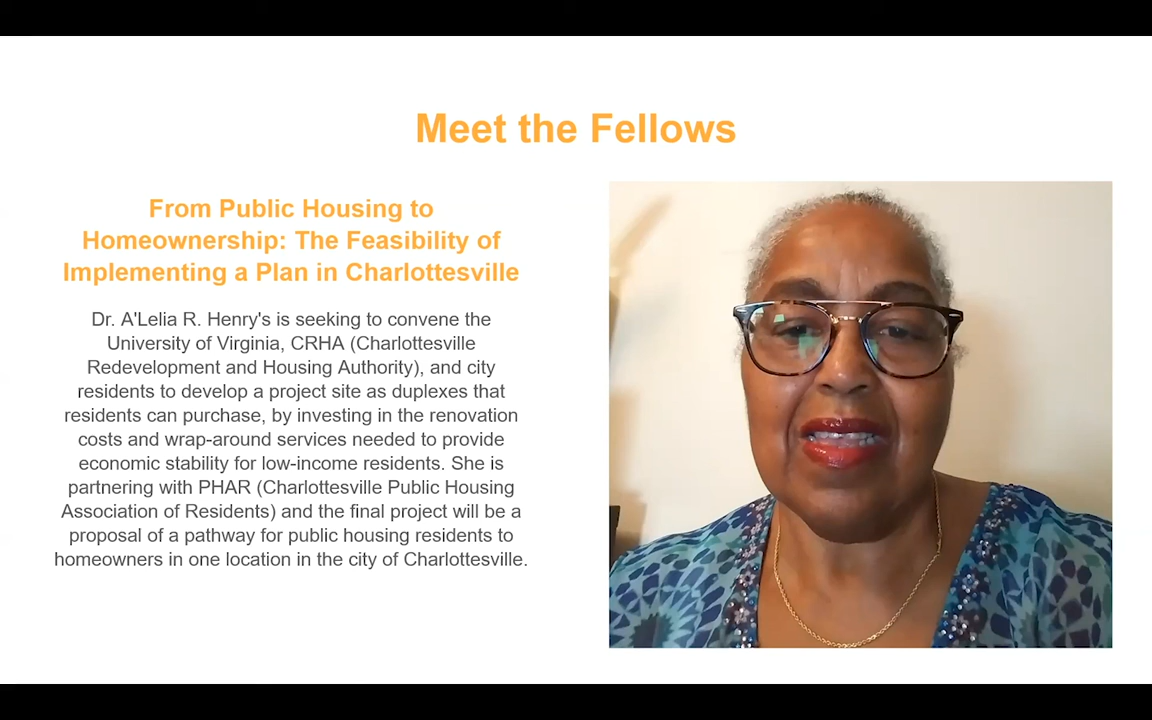 Meet the Fellows
From Public Housing to
Homeownership: The Feasibility of
Implementing a Plan in Charlottesville
Dr. A'Lelia R. Henry's is seeking to convene the
University of Virginia, CRHA (Charlottesville
Redevelopment and Housing Authority), and city
residents to develop a project site as duplexes that
residents can purchase, by investing in the renovation
costs and wrap-around services needed to provide
economic stability for low-income residents. She is
partnering with PHAR (Charlottesville Public Housing
Association of Residents) and the final project will be a
proposal of a pathway for public housing residents to
homeowners in one location in the city of Charlottesville.